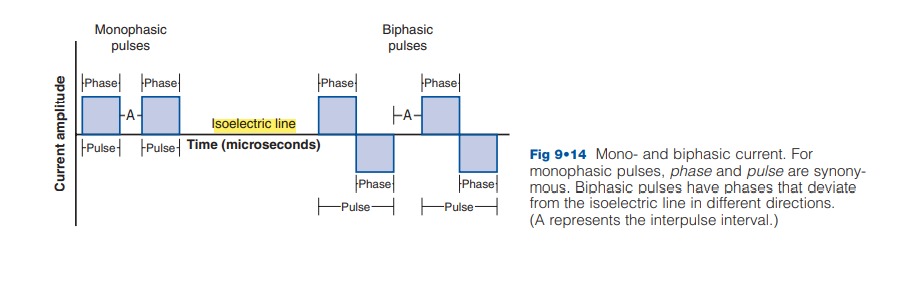 Monophasic
pulses
Biphasic
pulses
Current amplitude
Phase
Phase
Phase
Phase
A
A
Isoelectric line
Pulse
Pulse
Time (microseconds)
Phase
Phase
Pulse
Pulse
Fig 9•14 Mono- and biphasic current. For
monophasic pulses, phase and pulse are synony-
mous. Biphasic pulses have phases that deviate
from the isoelectric line in different directions.
(A represents the interpulse interval.)